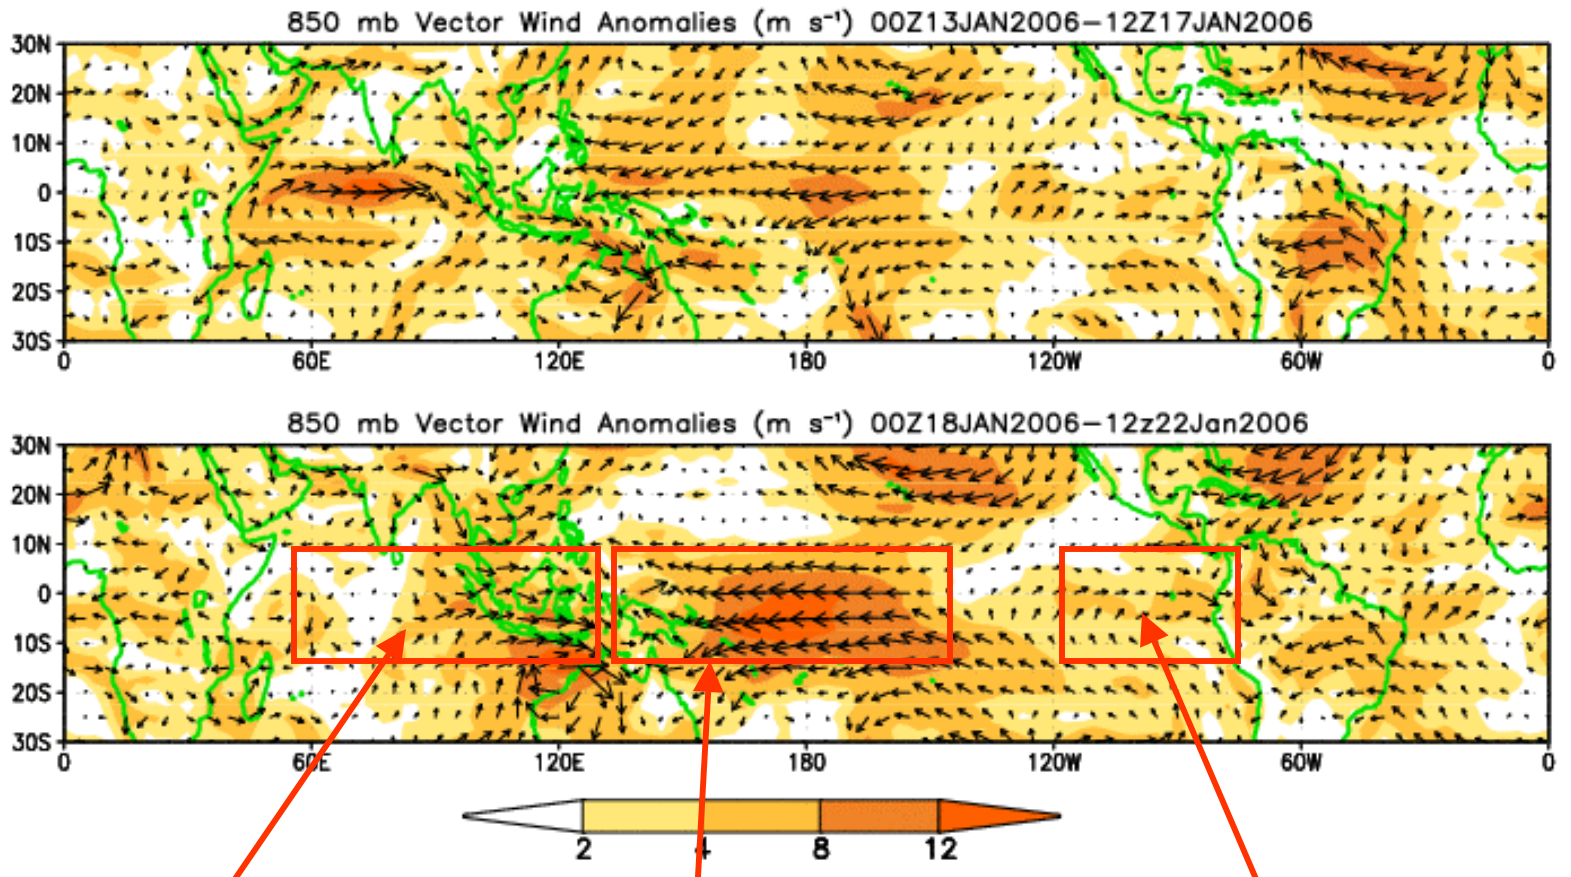 850 mb Vector Wind Anomalies (m s⁻¹) 00Z13JAN2006−12Z17JAN2006
30N
20N
10N
0
10S
20S
30S
0 60E 120E 180 120W 60W 0
850 mb Vector Wind Anomalies (m s⁻¹) 00Z18JAN2006−12z22Jan2006
30N
20N
10N
0
10S
20S
30S
0 60E 120E 180 120W 60W 0
2 4 8 12